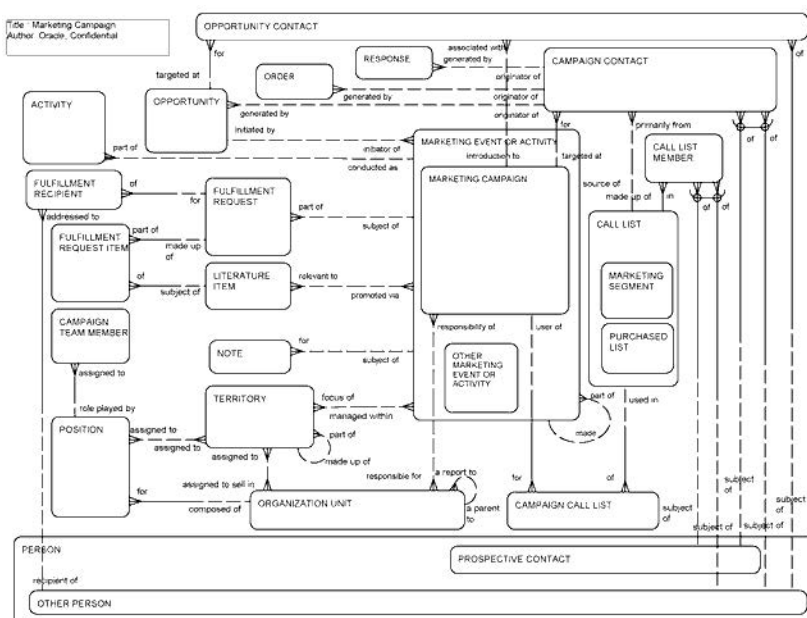 Title : Marketing Campaign
Author: Oracle, Confidential
OPPORTUNITY CONTACT
for
associated with
of
RESPONSE
generated by
originator of
CAMPAIGN CONTACT
targeted at
ORDER
generated by
originator of
ACTIVITY
OPPORTUNITY
generated by
originator of
for
primarily from
of
of
initiated by
initiator of
MARKETING EVENT OR ACTIVITY
CALL LIST
MEMBER
part of
conducted as
introduction to
targeted at
FULFILLMENT
RECIPIENT
of
for
FULFILLMENT
REQUEST
MARKETING CAMPAIGN
source of
made up of
in
of
of
addressed to
FULFILLMENT
REQUEST ITEM
part of
made up
of
part of
subject of
CALL LIST
of
subject of
LITERATURE
ITEM
relevant to
promoted via
MARKETING
SEGMENT
CAMPAIGN
TEAM MEMBER
for
NOTE
subject of
responsibility of
user of
PURCHASED
LIST
assigned to
OTHER
MARKETING
EVENT OR
ACTIVITY
role played by
TERRITORY
focus of
managed within
part of
used in
POSITION
assigned to
assigned to
part of
made up of
made
assigned to
assigned to sell in
responsible for
a report to
for
composed of
ORGANIZATION UNIT
a parent
to
for
of
CAMPAIGN CALL LIST
subject
of
subject
of
subject
of
subject of
subject of
PERSON
PROSPECTIVE CONTACT
recipient of
OTHER PERSON